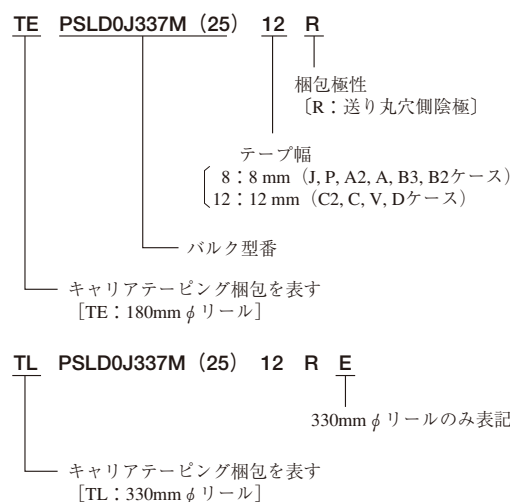 TE PSLD0J337M（25） 12 R
梱包極性
〔R：送り丸穴側陰極〕
テープ幅
8：8 mm（J, P, A2, A, B3, B2ケース）
12：12 mm（C2, C, V, Dケース）
バルク型番
キャリアテーピング梱包を表す
［TE：180mmφリール］
TL PSLD0J337M（25） 12 R E
330mmφリールのみ表記
キャリアテーピング梱包を表す
［TL：330mmφリール］